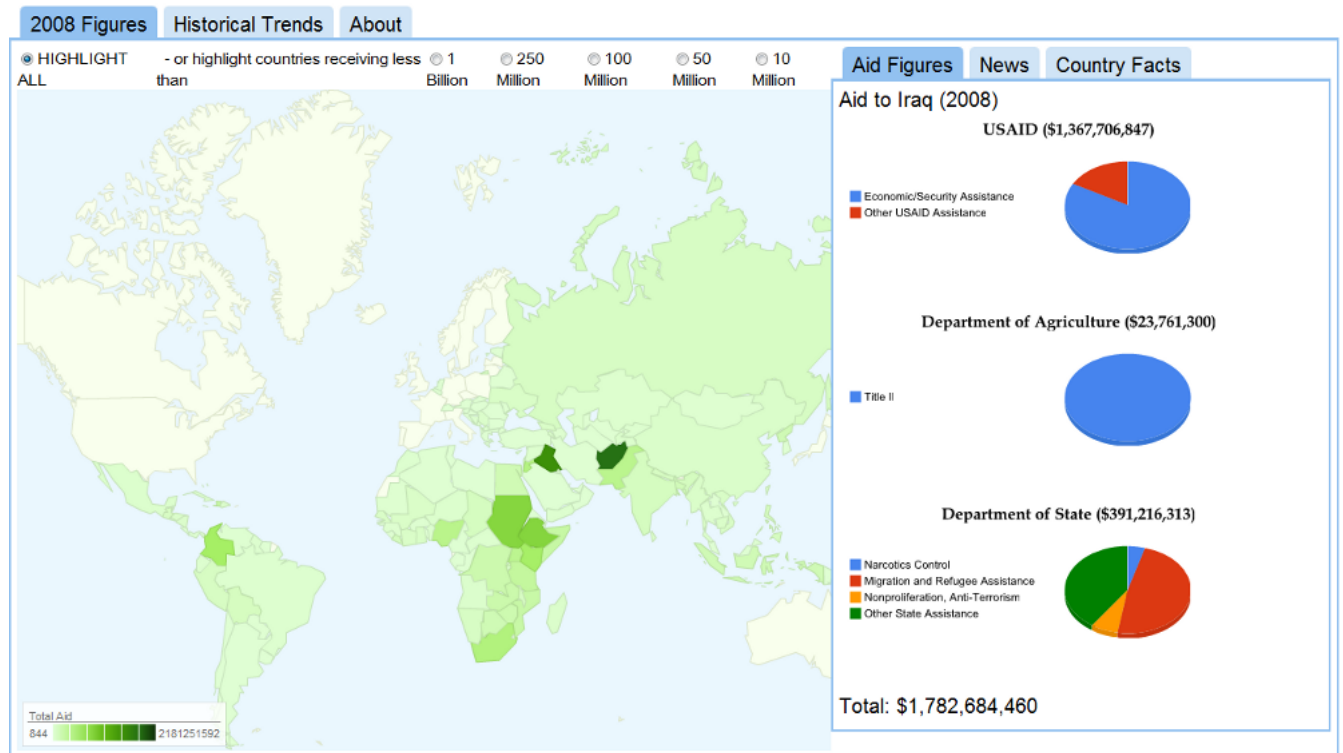 2008 Figures Historical Trends About
HIGHLIGHT ALL
- or highlight countries receiving less than
1 Billion
250 Million
100 Million
50 Million
10 Million
Total Aid
844 2181251592
Aid Figures News Country Facts
Aid to Iraq (2008)
USAID ($1,367,706,847)
Economic/Security Assistance
Other USAID Assistance
Department of Agriculture ($23,761,300)
Title II
Department of State ($391,216,313)
Narcotics Control
Migration and Refugee Assistance
Nonproliferation, Anti-Terrorism
Other State Assistance
Total: $1,782,684,460